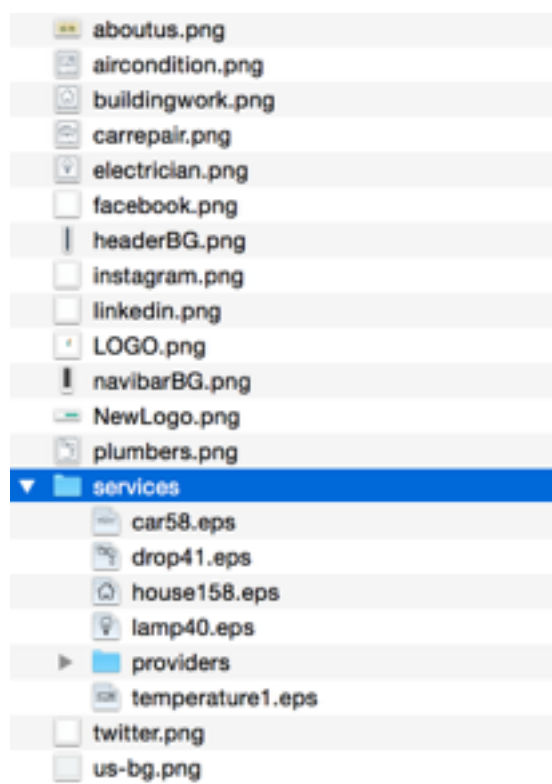 aboutus.png
aircondition.png
buildingwork.png
carrepair.png
electrician.png
facebook.png
headerBG.png
instagram.png
linkedin.png
LOGO.png
navibarBG.png
NewLogo.png
plumbers.png
services
car58.eps
drop41.eps
house158.eps
lamp40.eps
providers
temperature1.eps
twitter.png
us-bg.png